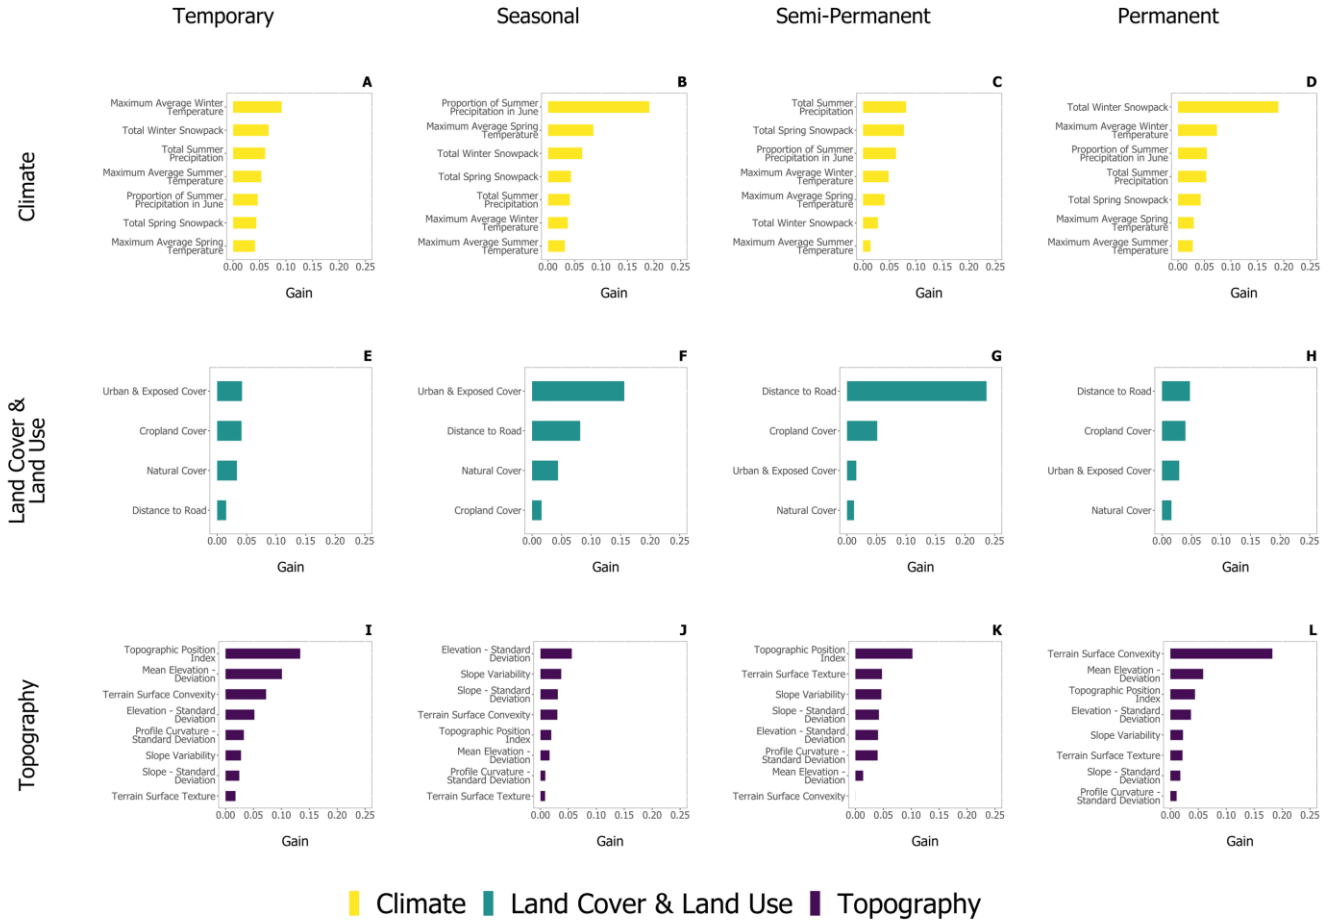 Temporary
Seasonal
Semi-Permanent
Permanent
Climate
A
Maximum Average Winter
Temperature
Total Winter Snowpack
Total Summer
Precipitation
Maximum Average Summer
Temperature
Proportion of Summer
Precipitation in June
Total Spring Snowpack
Maximum Average Spring
Temperature
0.00 0.05 0.10 0.15 0.20 0.25
Gain
B
Proportion of Summer
Precipitation in June
Maximum Average Spring
Temperature
Total Winter Snowpack
Total Spring Snowpack
Total Summer
Precipitation
Maximum Average Winter
Temperature
Maximum Average Summer
Temperature
0.00 0.05 0.10 0.15 0.20 0.25
Gain
C
Total Summer
Precipitation
Total Spring Snowpack
Proportion of Summer
Precipitation in June
Maximum Average Winter
Temperature
Maximum Average Spring
Temperature
Total Winter Snowpack
Maximum Average Summer
Temperature
0.00 0.05 0.10 0.15 0.20 0.25
Gain
D
Total Winter Snowpack
Maximum Average Winter
Temperature
Proportion of Summer
Precipitation in June
Total Summer
Precipitation
Total Spring Snowpack
Maximum Average Spring
Temperature
Maximum Average Summer
Temperature
0.00 0.05 0.10 0.15 0.20 0.25
Gain
Land Cover &
Land Use
E
Urban & Exposed Cover
Cropland Cover
Natural Cover
Distance to Road
0.00 0.05 0.10 0.15 0.20 0.25
Gain
F
Urban & Exposed Cover
Distance to Road
Natural Cover
Cropland Cover
0.00 0.05 0.10 0.15 0.20 0.25
Gain
G
Distance to Road
Cropland Cover
Urban & Exposed Cover
Natural Cover
0.00 0.05 0.10 0.15 0.20 0.25
Gain
H
Distance to Road
Cropland Cover
Urban & Exposed Cover
Natural Cover
0.00 0.05 0.10 0.15 0.20 0.25
Gain
Topography
I
Topographic Position
Index
Mean Elevation -
Deviation
Terrain Surface Convexity
Elevation - Standard
Deviation
Profile Curvature -
Standard Deviation
Slope Variability
Slope - Standard
Deviation
Terrain Surface Texture
0.00 0.05 0.10 0.15 0.20 0.25
Gain
J
Elevation - Standard
Deviation
Slope Variability
Slope - Standard
Deviation
Terrain Surface Convexity
Topographic Position
Index
Mean Elevation -
Deviation
Profile Curvature -
Standard Deviation
Terrain Surface Texture
0.00 0.05 0.10 0.15 0.20 0.25
Gain
K
Topographic Position
Index
Terrain Surface Texture
Slope Variability
Slope - Standard
Deviation
Elevation - Standard
Deviation
Profile Curvature -
Standard Deviation
Mean Elevation -
Deviation
Terrain Surface Convexity
0.00 0.05 0.10 0.15 0.20 0.25
Gain
L
Terrain Surface Convexity
Mean Elevation -
Deviation
Topographic Position
Index
Elevation - Standard
Deviation
Slope Variability
Terrain Surface Texture
Slope - Standard
Deviation
Profile Curvature -
Standard Deviation
0.00 0.05 0.10 0.15 0.20 0.25
Gain
Climate
Land Cover & Land Use
Topography